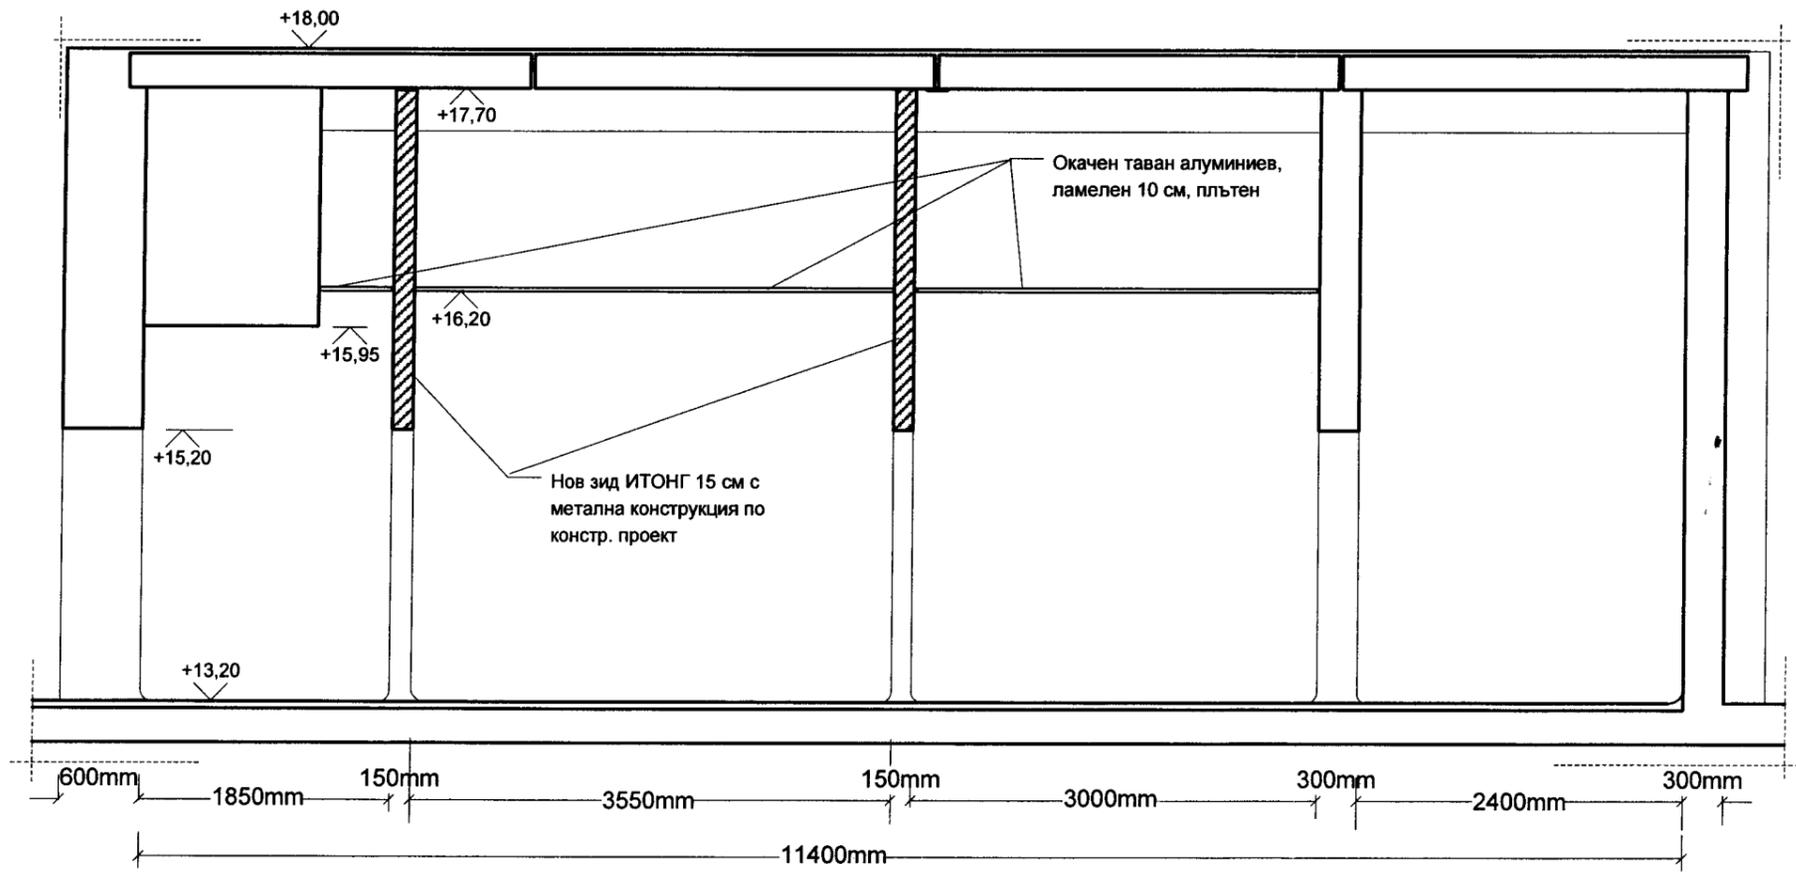 +18,00
+17,70
Окачен таван алуминиев,
ламелен 10 см, плътен
+16,20
+15,95
+15,20
Нов зид ИТОНГ 15 см с
метална конструкция по
констр. проект
+13,20
600mm 150mm 150mm 300mm 300mm
1850mm 3550mm 3000mm 2400mm
11400mm